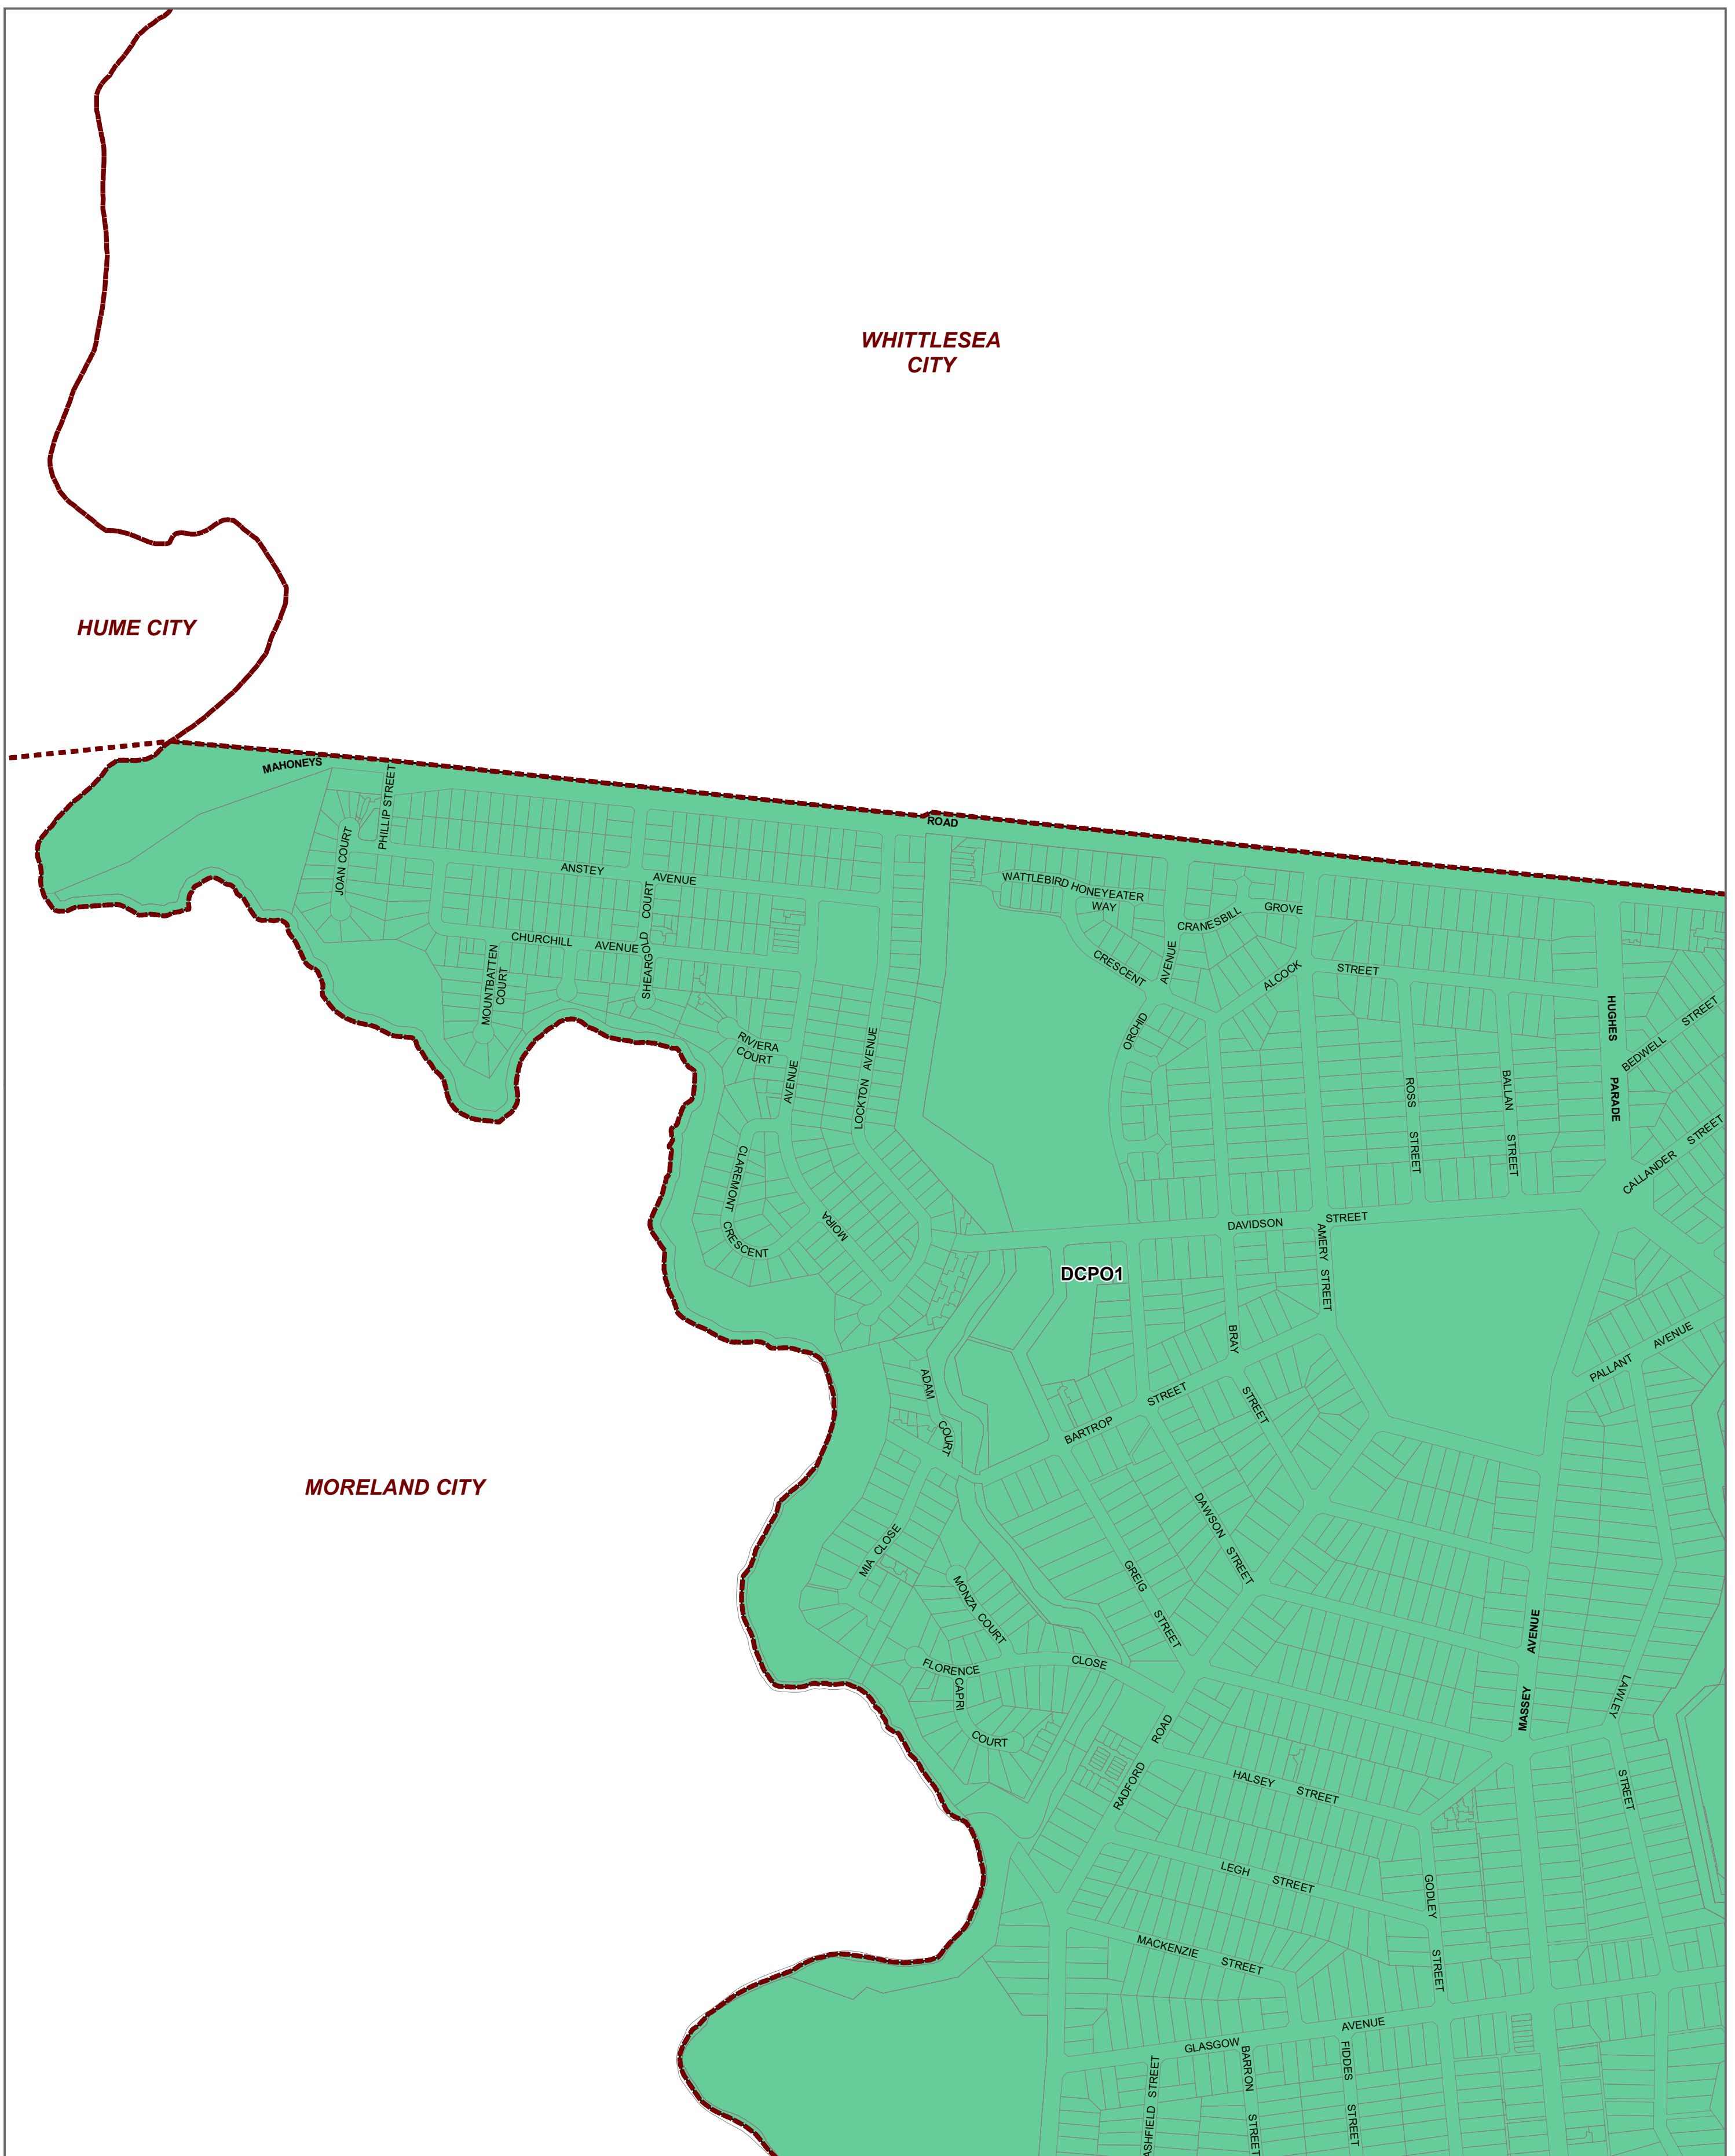 WHITTLESEA
CITY
HUME CITY
MAHONEYS
ROAD
PHILLIP STREET
JOAN COURT
ANSTEY
AVENUE
SHEARGOLD COURT
CHURCHILL
AVENUE
MOUNTBATTEN
COURT
WATTLEBIRD
HONEYEATER
WAY
CRANESBILL
GROVE
CRESCENT
AVENUE
ORCHID
ALCOCK
STREET
HUGHES
PARADE
BEDWELL
STREET
RIVIERA
COURT
AVENUE
LOCKTON
AVENUE
ROSS
STREET
BALLAN
STREET
CALLANDER
STREET
CLAREMONT
CRESCENT
MOIRA
DAVIDSON
STREET
AMERY
STREET
DCPO1
BRAY
STREET
PALLANT
AVENUE
ADAM
COURT
BARTROP
STREET
MORELAND CITY
DAWSON
STREET
MIA CLOSE
GREIG
STREET
MONZA COURT
FLORENCE
CLOSE
CAPRI
COURT
MASSEY
AVENUE
LAWLEY
STREET
RADFORD
ROAD
HALSEY
STREET
LEGH
STREET
GODLEY
STREET
MACKENZIE
STREET
GLASGOW
AVENUE
ASHFIELD STREET
BARRON
STREET
FIDDES
STREET